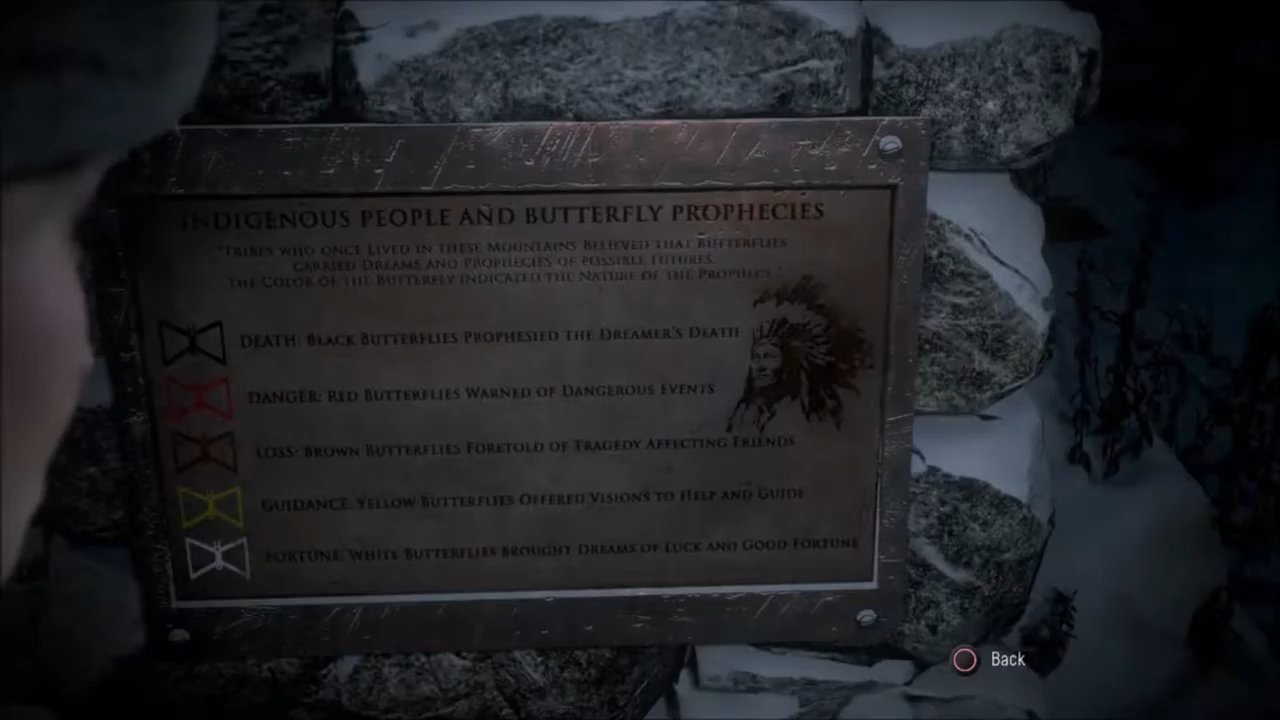 INDIGENOUS PEOPLE AND BUTTERFLY PROPHECIES
"TRIBES WHO ONCE LIVED IN THESE MOUNTAINS BELIEVED THAT BUTTERFLIES
CARRIED DREAMS AND PROPHECIES OF POSSIBLE FUTURES.
THE COLOR OF THE BUTTERFLY INDICATED THE NATURE OF THE PROPHECY."
DEATH: BLACK BUTTERFLIES PROPHESIED THE DREAMER'S DEATH
DANGER: RED BUTTERFLIES WARNED OF DANGEROUS EVENTS
LOSS: BROWN BUTTERFLIES FORETOLD OF TRAGEDY AFFECTING FRIENDS
GUIDANCE: YELLOW BUTTERFLIES OFFERED VISIONS TO HELP AND GUIDE
FORTUNE: WHITE BUTTERFLIES BROUGHT DREAMS OF LUCK AND GOOD FORTUNE
Back